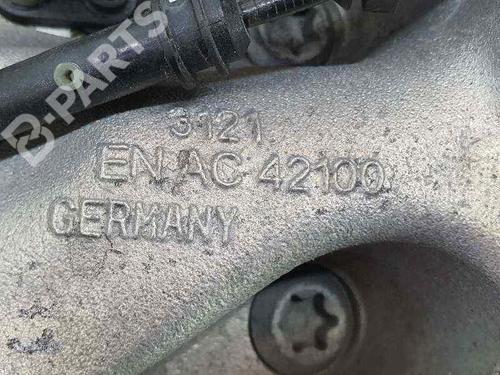 B-PARTS
3121
EN AC 42100
GERMANY